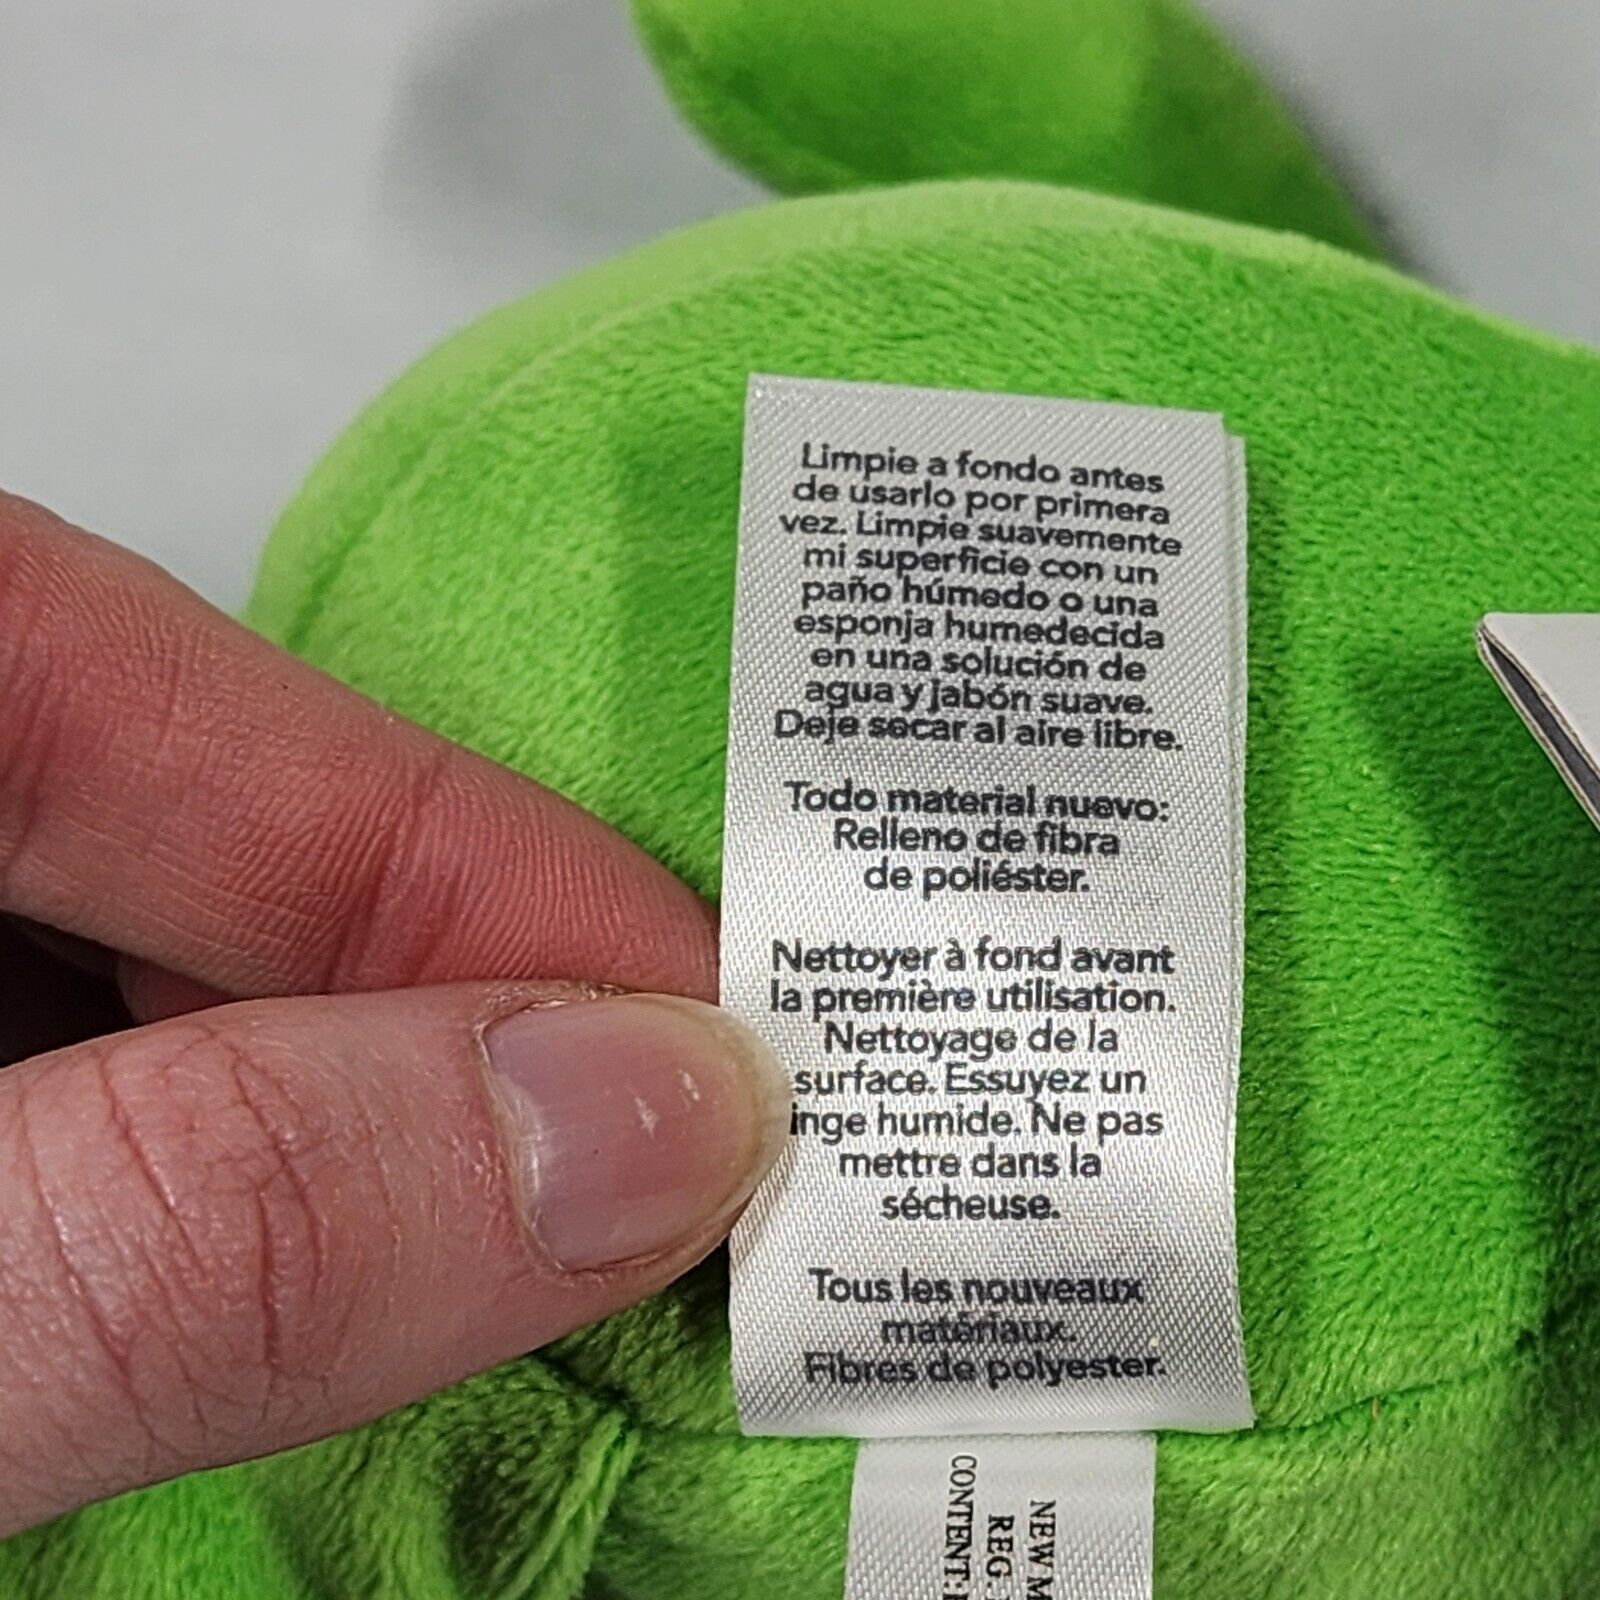 Limpie a fondo antes
de usarlo por primera
vez. Limpie suavemente
mi superficie con un
paño húmedo o una
esponja humedecida
en una solución de
agua y jabón suave.
Deje secar al aire libre.
Todo material nuevo:
Relleno de fibra
de poliéster.
Nettoyer à fond avant
la première utilisation.
Nettoyage de la
surface. Essuyez un
inge humide. Ne pas
mettre dans la
sécheuse.
Tous les nouveaux
matériaux.
Fibres de polyester.
NEW M
REG.
CONTENT: